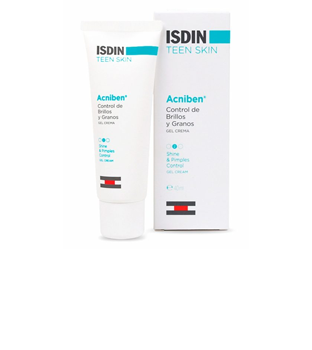 ISDIN
TEEN SKIN
Acniben®
Control de
Brillos
y Granos
GEL CREMA
Shine
& Pimples
Control
GEL CREAM
ISDIN
TEEN SKIN
Acniben®
Control de
Brillos
y Granos
GEL CREMA
Shine
& Pimples
Control
GEL CREAM